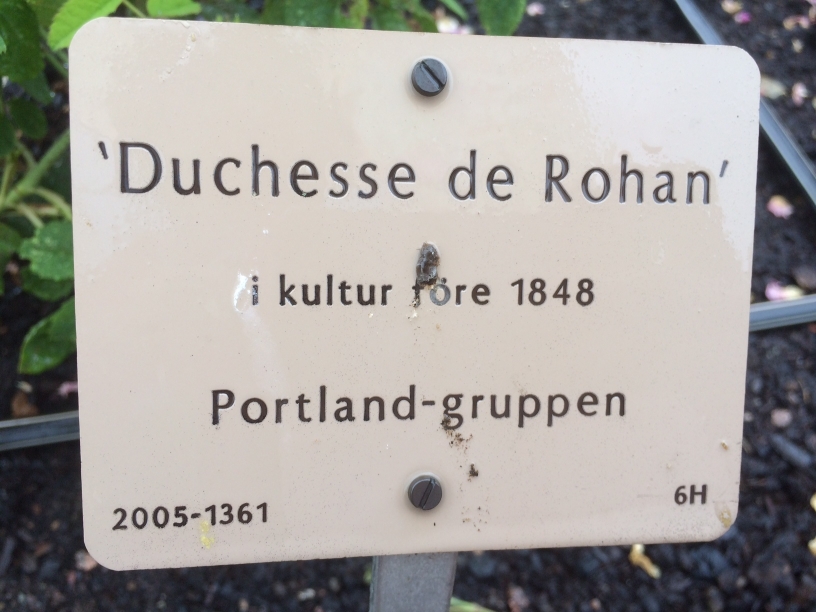 'Duchesse de Rohan'
i kultur före 1848
Portland-gruppen
2005-1361
6H